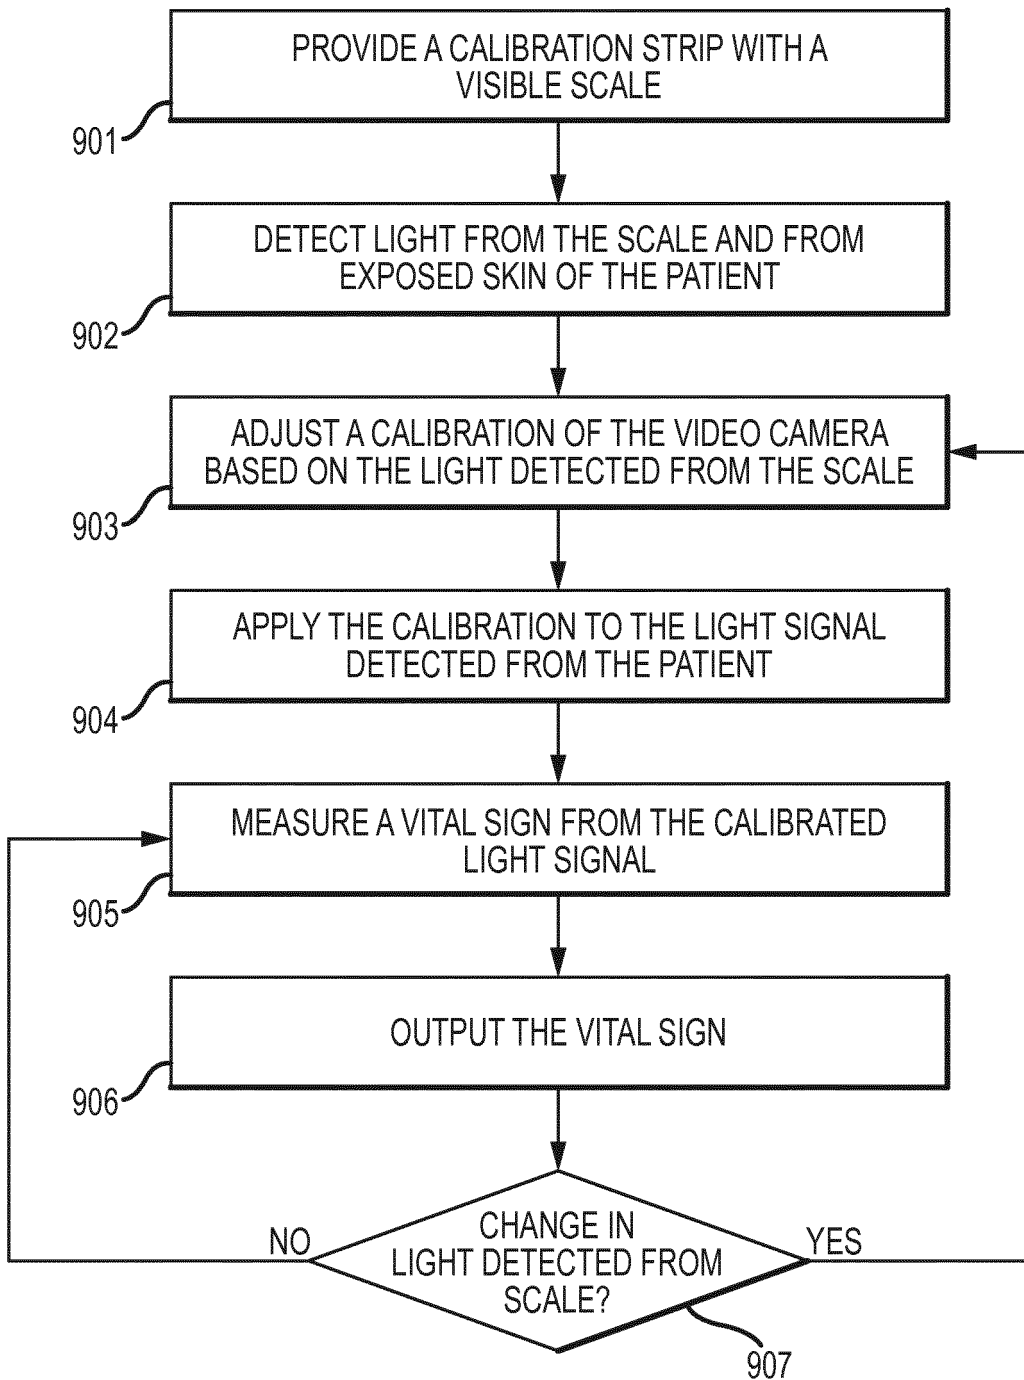 PROVIDE A CALIBRATION STRIP WITH A
VISIBLE SCALE
901
DETECT LIGHT FROM THE SCALE AND FROM
EXPOSED SKIN OF THE PATIENT
902
ADJUST A CALIBRATION OF THE VIDEO CAMERA
BASED ON THE LIGHT DETECTED FROM THE SCALE
903
APPLY THE CALIBRATION TO THE LIGHT SIGNAL
DETECTED FROM THE PATIENT
904
MEASURE A VITAL SIGN FROM THE CALIBRATED
LIGHT SIGNAL
905
OUTPUT THE VITAL SIGN
906
NO
CHANGE IN
LIGHT DETECTED FROM
SCALE?
YES
907